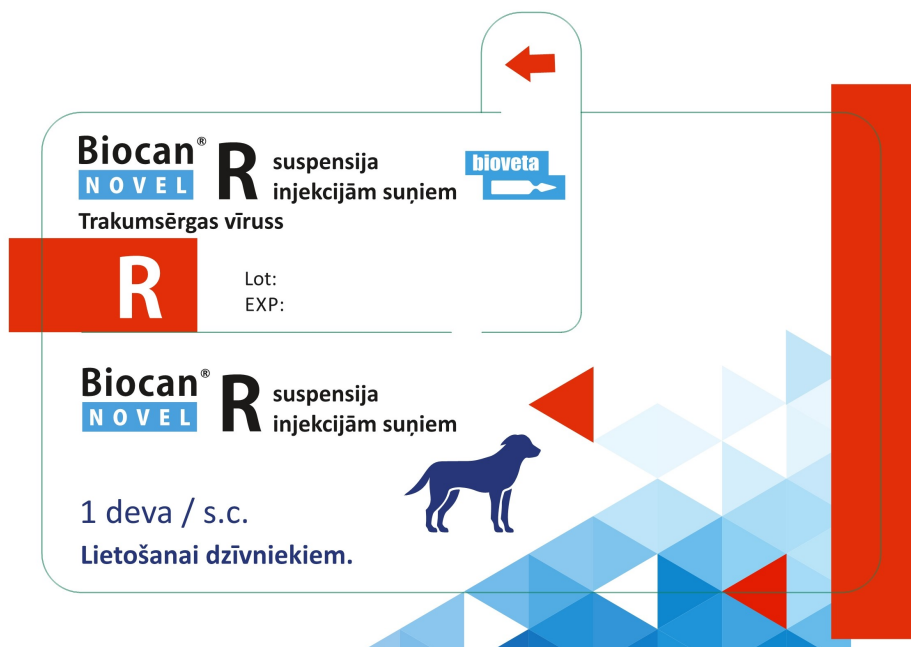 Biocan® NOVEL R suspensija
injekcijām suņiem
bioveta
Trakumsērgas vīruss
R
Lot:
EXP:
Biocan® NOVEL R suspensija
injekcijām suņiem
1 deva / s.c.
Lietošanai dzīvniekiem.